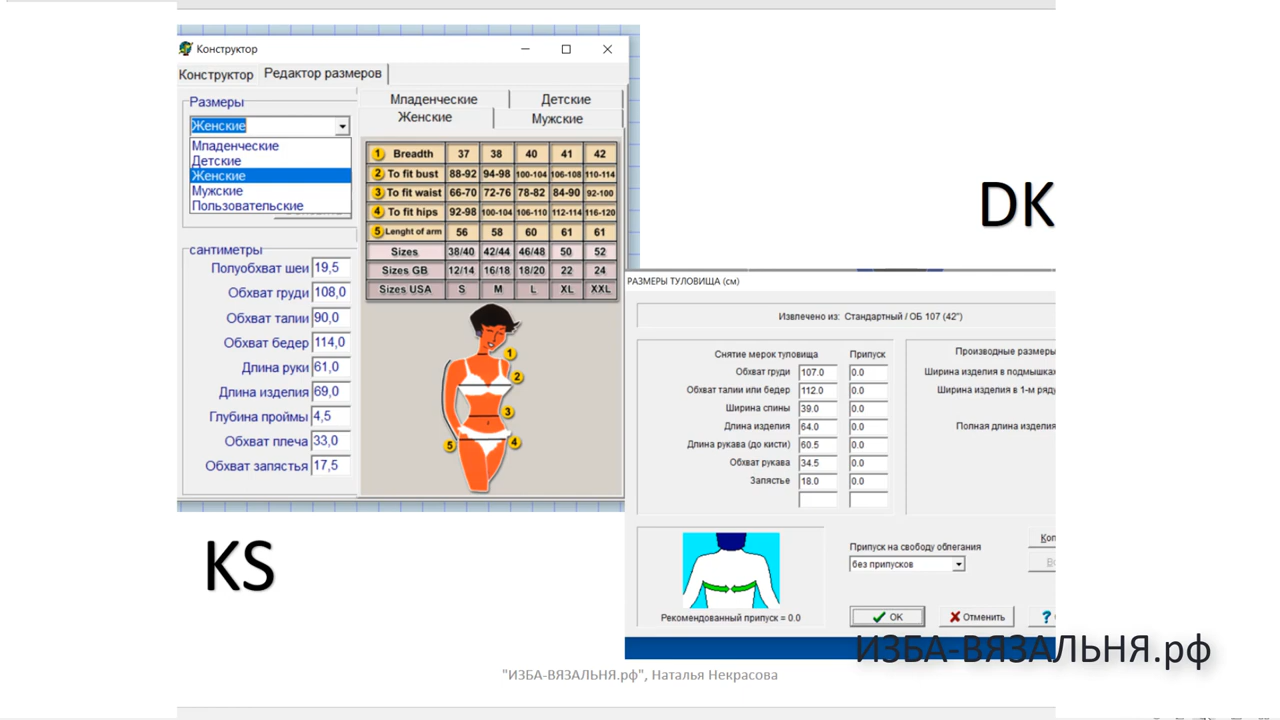 Конструктор
Конструктор Редактор размеров
Размеры
Женские
Младенческие
Детские
Женские
Мужские
Пользовательские
сантиметры
Полуобхват шеи 19,5
Обхват груди 108,0
Обхват талии 90,0
Обхват бедер 114,0
Длина руки 61,0
Длина изделия 69,0
Глубина проймы 4,5
Обхват плеча 33,0
Обхват запястья 17,5
Младенческие Детские
Женские Мужские
1 Breadth 37 38 40 41 42
2 To fit bust 88-92 94-98 100-104 106-108 110-114
3 To fit waist 66-70 72-76 78-82 84-90 92-100
4 To fit hips 92-98 100-104 106-110 112-114 116-120
5 Lenght of arm 56 58 60 61 61
Sizes 38/40 42/44 46/48 50 52
Sizes GB 12/14 16/18 18/20 22 24
Sizes USA S M L XL XXL
1
2
3
4
5
KS
DK
РАЗМЕРЫ ТУЛОВИЩА (см)
Извлечено из: Стандартный / ОБ 107 (42")
Снятие мерок туловища Припуск
Обхват груди 107.0 0.0
Обхват талии или бедер 112.0 0.0
Ширина спины 39.0 0.0
Длина изделия 64.0 0.0
Длина рукава (до кисти) 60.5 0.0
Обхват рукава 34.5 0.0
Запястье 18.0 0.0
Производные размеры
Ширина изделия в подмышках
Ширина изделия в 1-м ряду
Полная длина изделия
Рекомендованный припуск = 0.0
Припуск на свободу облегания
без припусков
Коп
OK Отменить ?
ИЗБА-ВЯЗАЛЬНЯ.рф
"ИЗБА-ВЯЗАЛЬНЯ.рф", Наталья Некрасова